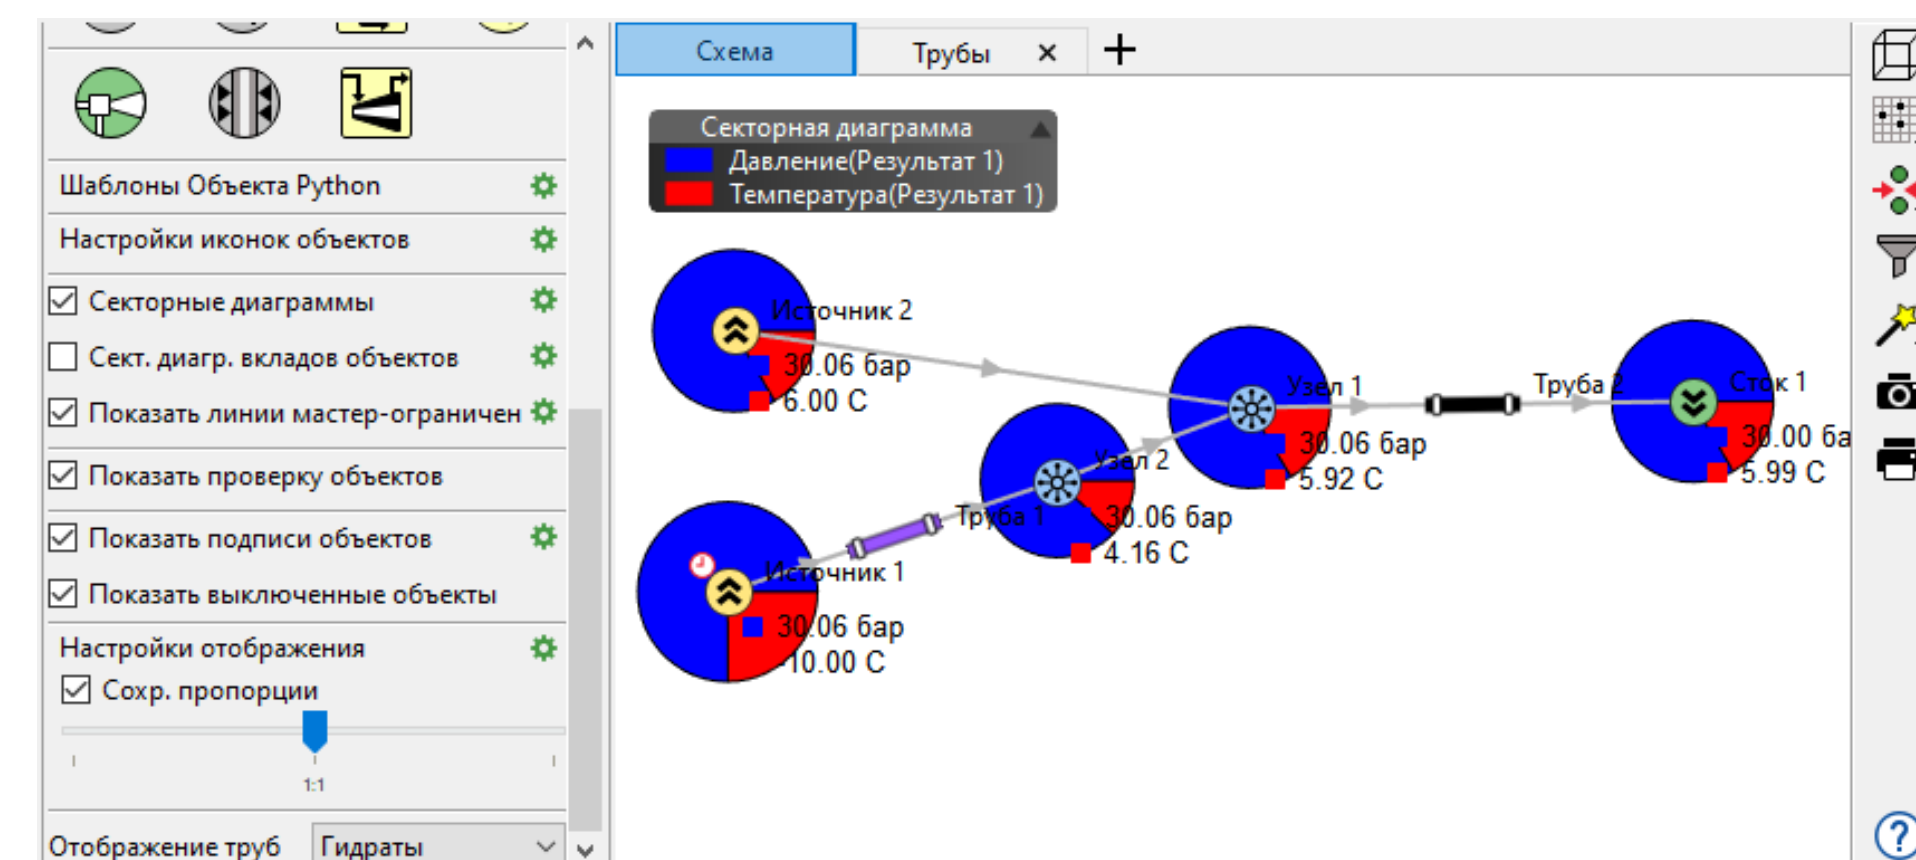 Схема
Трубы
Шаблоны Объекта Python
Настройки иконок объектов
Секторные диаграммы
Сект. диагр. вкладов объектов
Показать линии мастер-ограничен
Показать проверку объектов
Показать подписи объектов
Показать выключенные объекты
Настройки отображения
Сохр. пропорции
1:1
Отображение труб
Гидраты
Секторная диаграмма
Давление(Результат 1)
Температура(Результат 1)
Источник 2
30.06 бар
6.00 C
Узел 1
30.06 бар
5.92 C
Труба 2
Сток 1
30.00 ба
5.99 C
Узел 2
30.06 бар
4.16 C
Труба 1
Источник 1
30.06 бар
-10.00 C
?